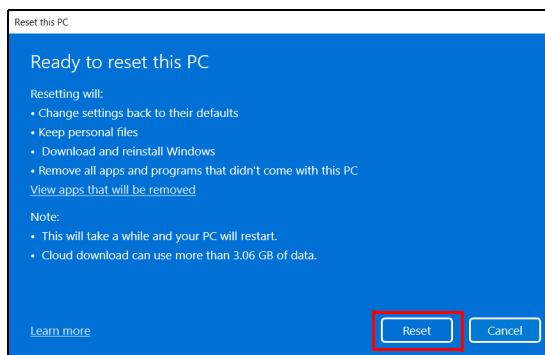 Reset this PC
Ready to reset this PC
Resetting will:
• Change settings back to their defaults
• Keep personal files
• Download and reinstall Windows
• Remove all apps and programs that didn't come with this PC
View apps that will be removed
Note:
• This will take a while and your PC will restart.
• Cloud download can use more than 3.06 GB of data.
Learn more
Reset
Cancel